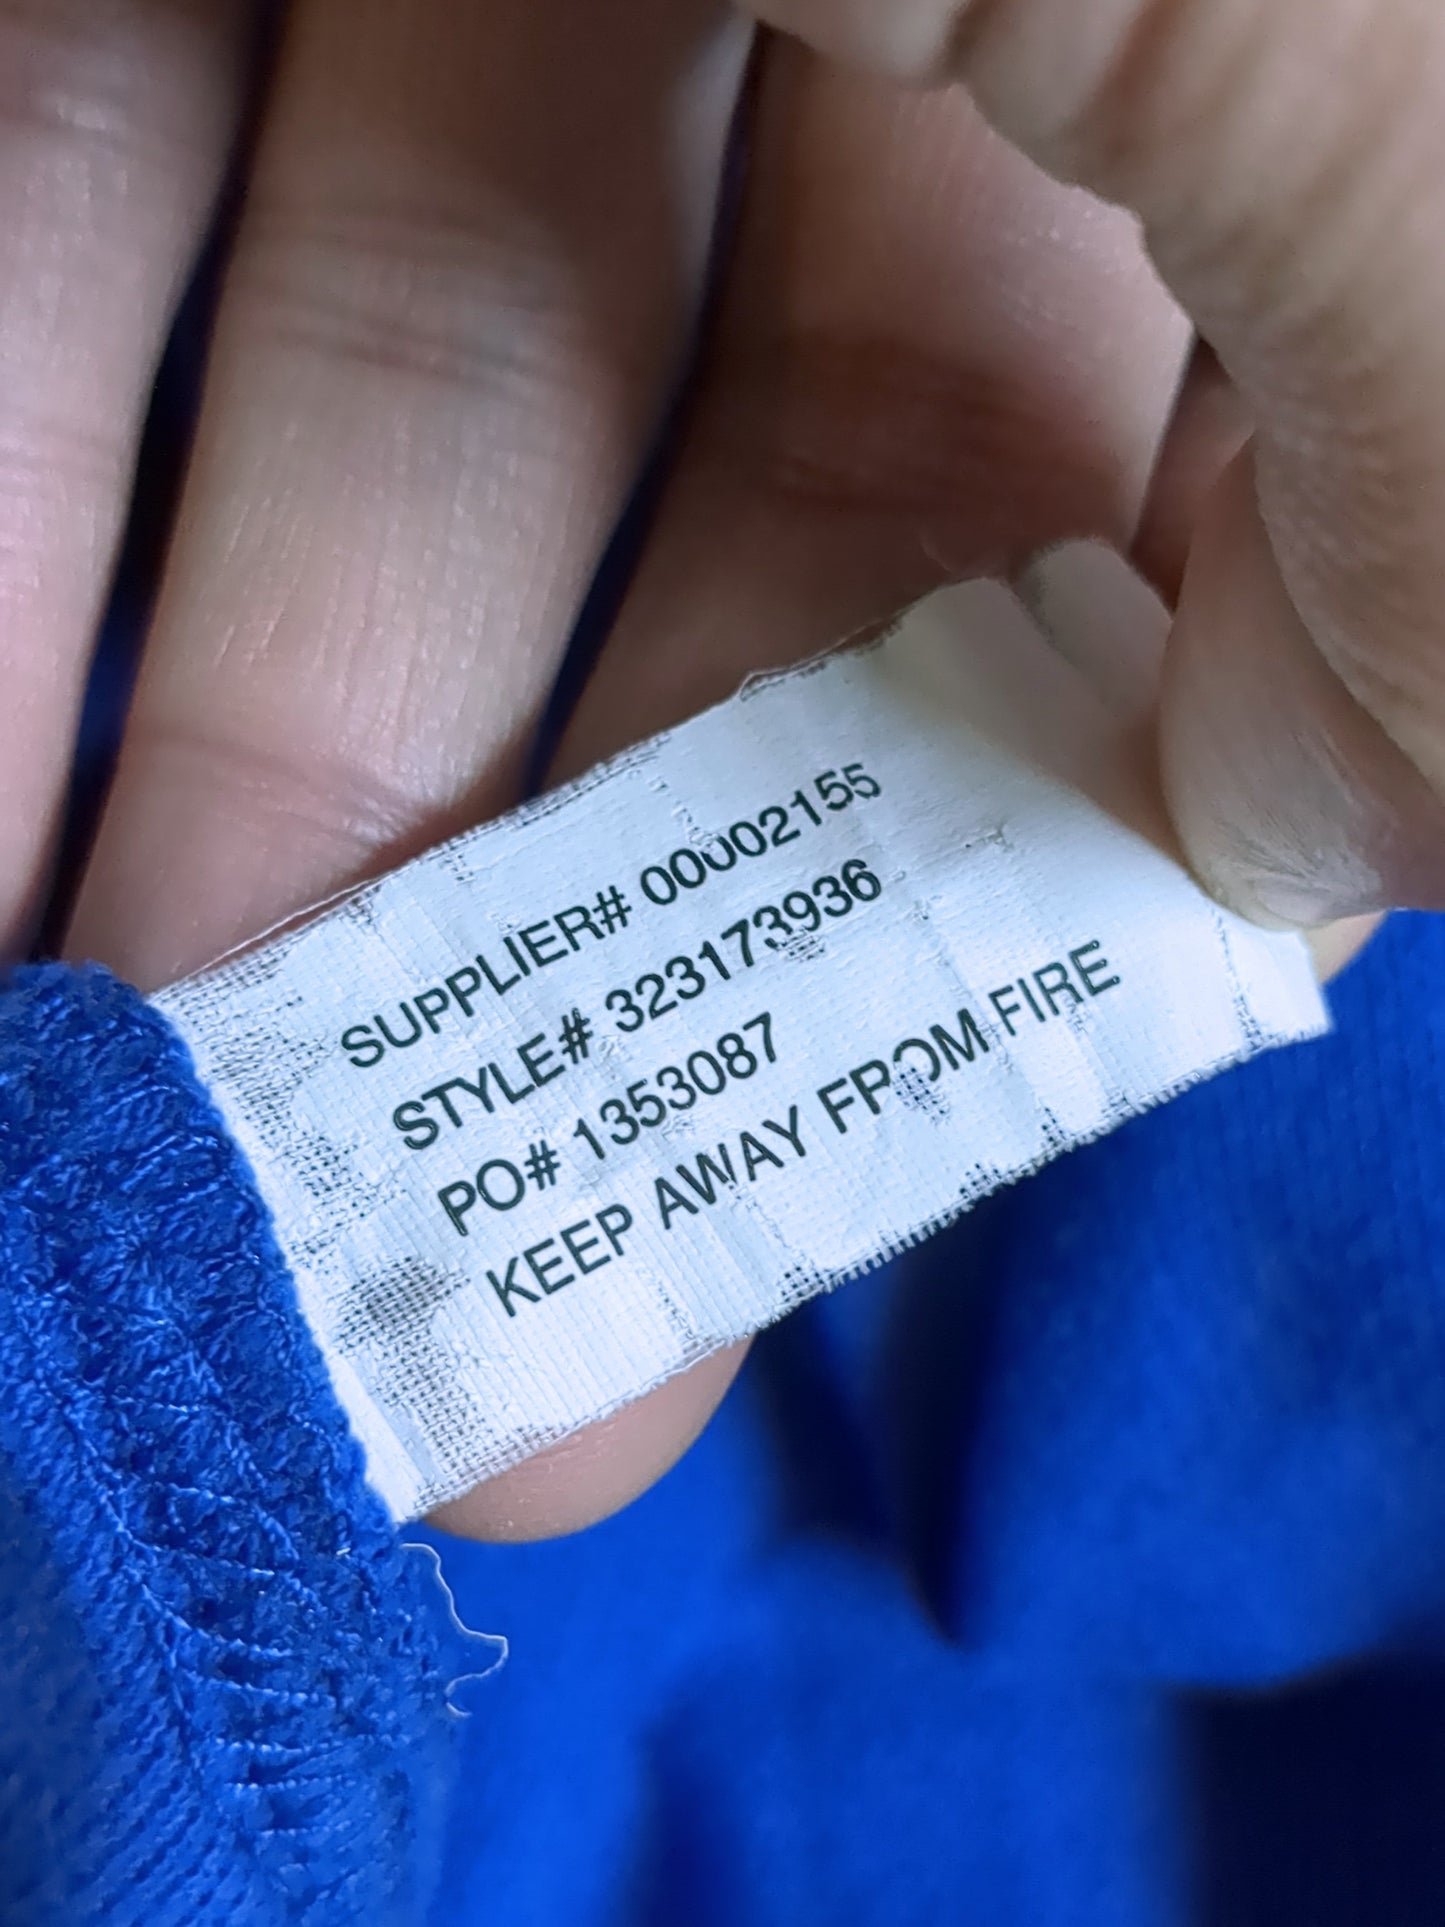 SUPPLIER# 00002155
STYLE# 323173936
PO# 1353087
KEEP AWAY FROM FIRE